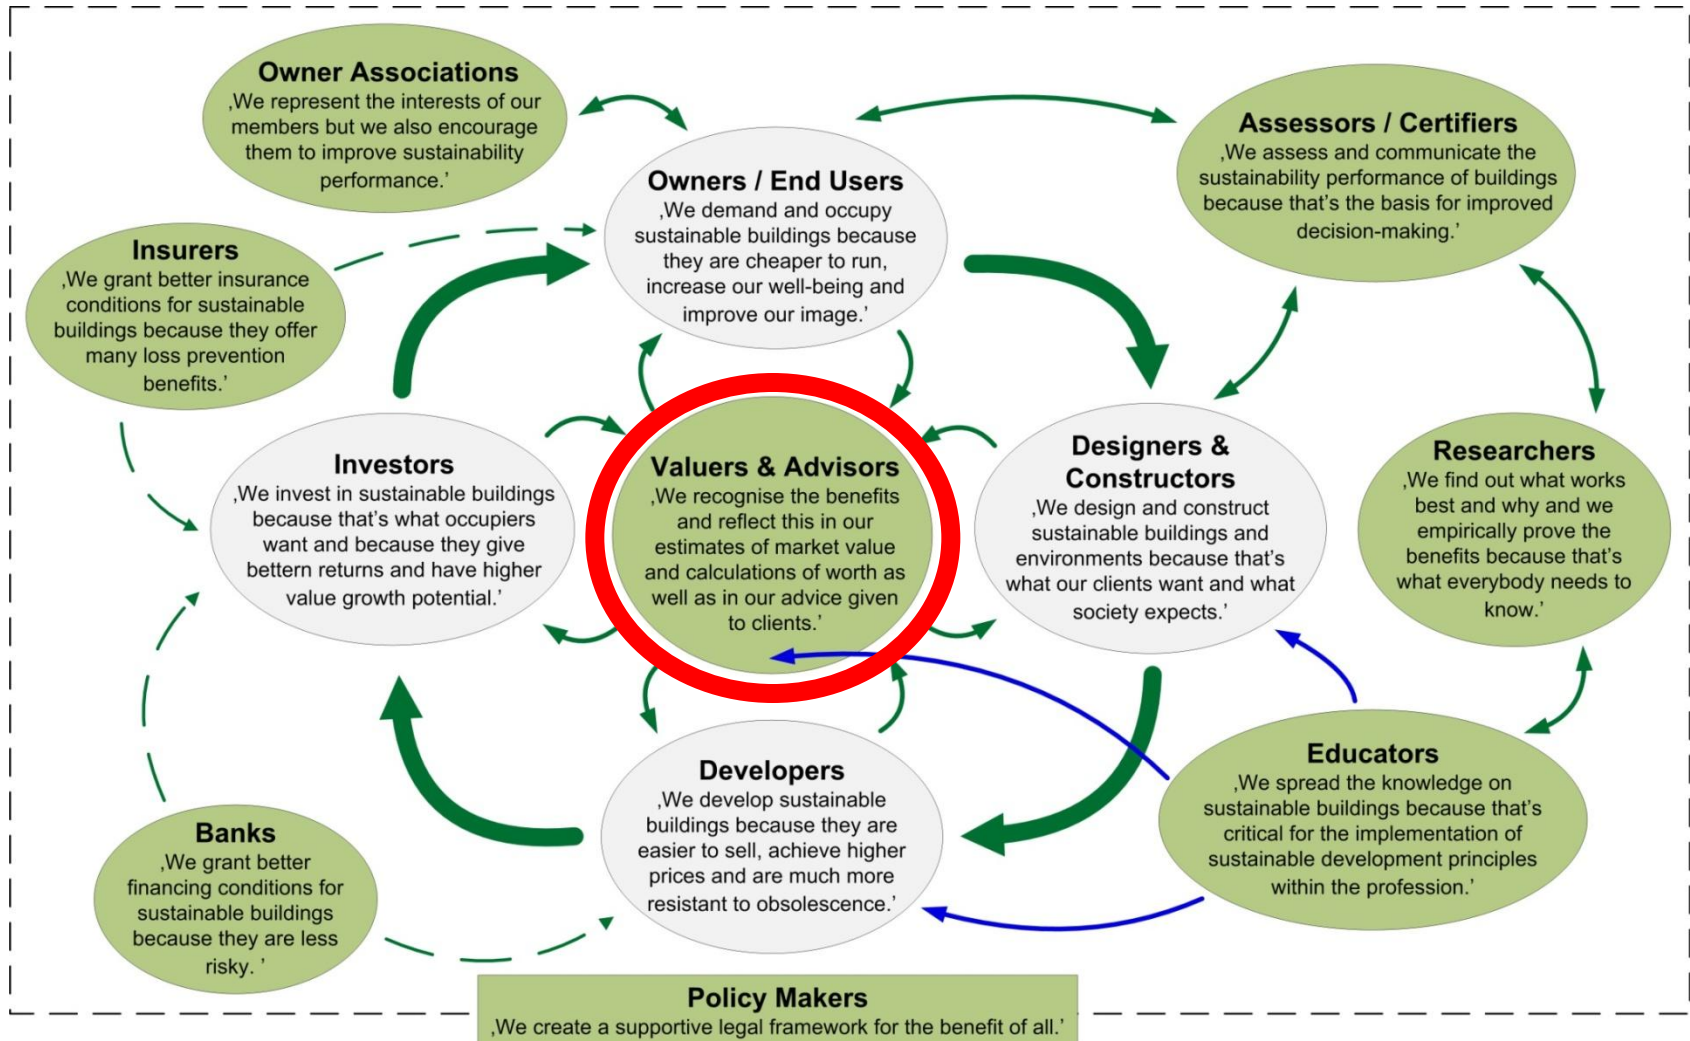 Owner Associations
‚We represent the interests of our
members but we also encourage
them to improve sustainability
performance.’
Assessors / Certifiers
‚We assess and communicate the
sustainability performance of buildings
because that’s the basis for improved
decision-making.’
Owners / End Users
‚We demand and occupy
sustainable buildings because
they are cheaper to run,
increase our well-being and
improve our image.’
Insurers
‚We grant better insurance
conditions for sustainable
buildings because they offer
many loss prevention
benefits.’
Investors
‚We invest in sustainable buildings
because that’s what occupiers
want and because they give
bettern returns and have higher
value growth potential.’
Valuers & Advisors
‚We recognise the benefits
and reflect this in our
estimates of market value
and calculations of worth as
well as in our advice given
to clients.’
Designers &
Constructors
‚We design and construct
sustainable buildings and
environments because that’s
what our clients want and what
society expects.’
Researchers
‚We find out what works
best and why and we
empirically prove the
benefits because that’s
what everybody needs to
know.’
Developers
‚We develop sustainable
buildings because they are
easier to sell, achieve higher
prices and are much more
resistant to obsolescence.’
Educators
‚We spread the knowledge on
sustainable buildings because that’s
critical for the implementation of
sustainable development principles
within the profession.’
Banks
‚We grant better
financing conditions for
sustainable buildings
because they are less
risky. ’
Policy Makers
‚We create a supportive legal framework for the benefit of all.’